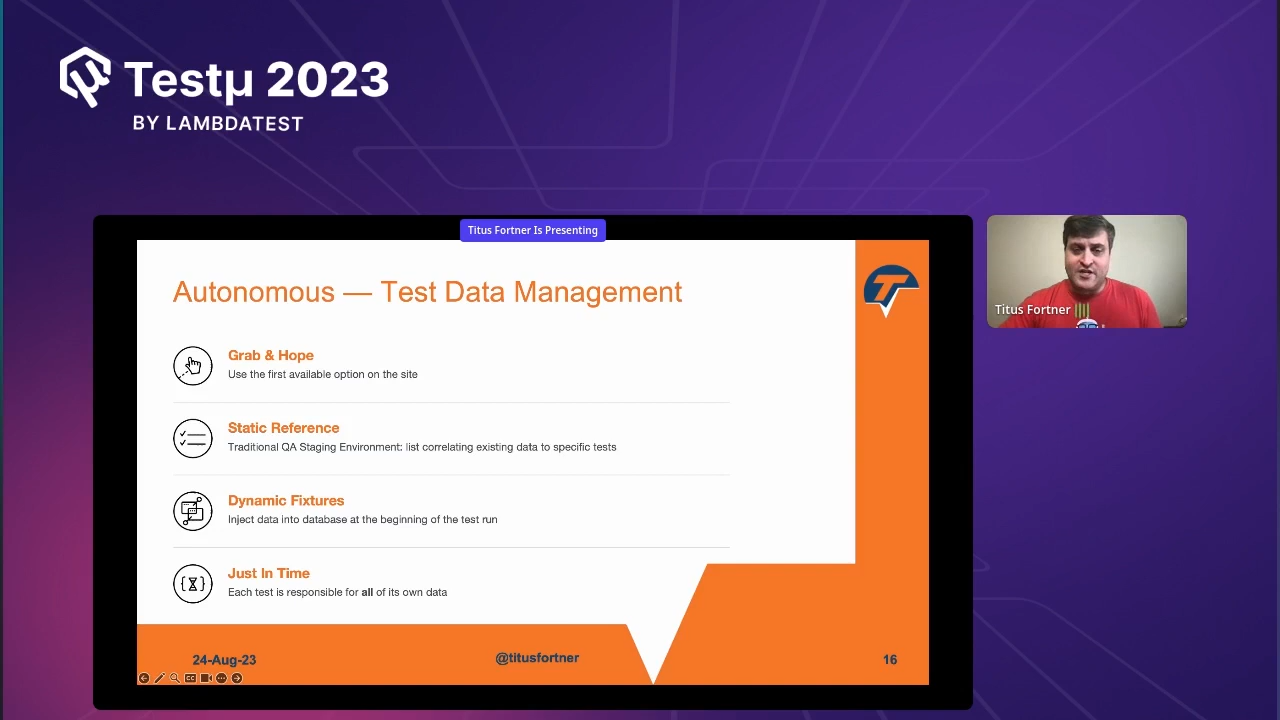 Testμ 2023
BY LAMBDATEST
Titus Fortner Is Presenting
Autonomous — Test Data Management
Grab & Hope
Use the first available option on the site
Static Reference
Traditional QA Staging Environment: list correlating existing data to specific tests
Dynamic Fixtures
Inject data into database at the beginning of the test run
Just In Time
Each test is responsible for all of its own data
24-Aug-23
@titusfortner
16
CC
T
Titus Fortner